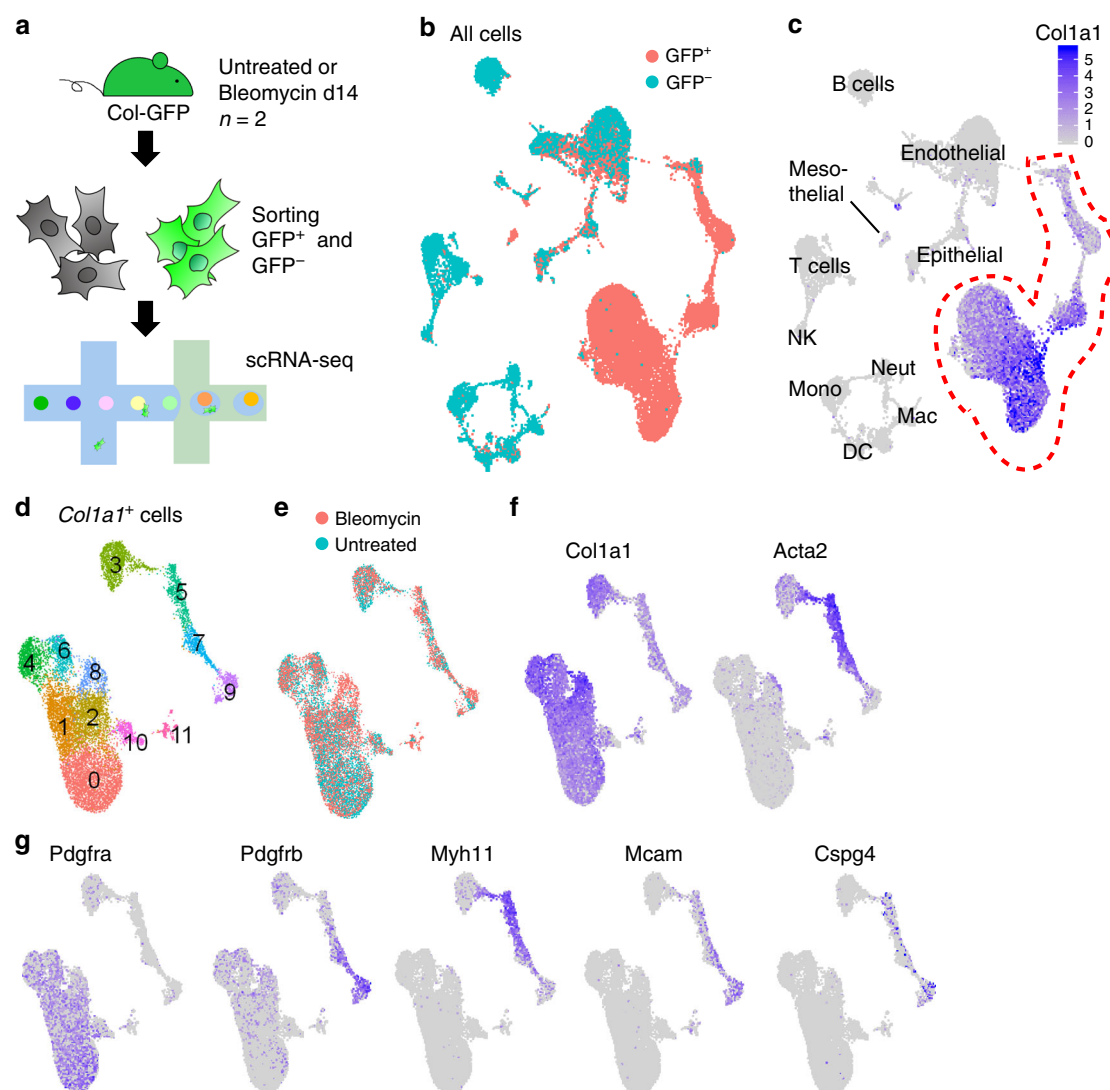 a
Untreated or
Bleomycin d14
n = 2
Col-GFP
Sorting
GFP⁺ and
GFP⁻
scRNA-seq
b
All cells
GFP⁺
GFP⁻
c
Col1a1
5
4
3
2
1
0
B cells
Endothelial
Meso-
thelial
T cells
Epithelial
NK
Mono
Neut
Mac
DC
d
Col1a1⁺ cells
3
5
6
4
7
8
9
1
2
10
11
0
e
Bleomycin
Untreated
f
Col1a1
Acta2
g
Pdgfra
Pdgfrb
Myh11
Mcam
Cspg4